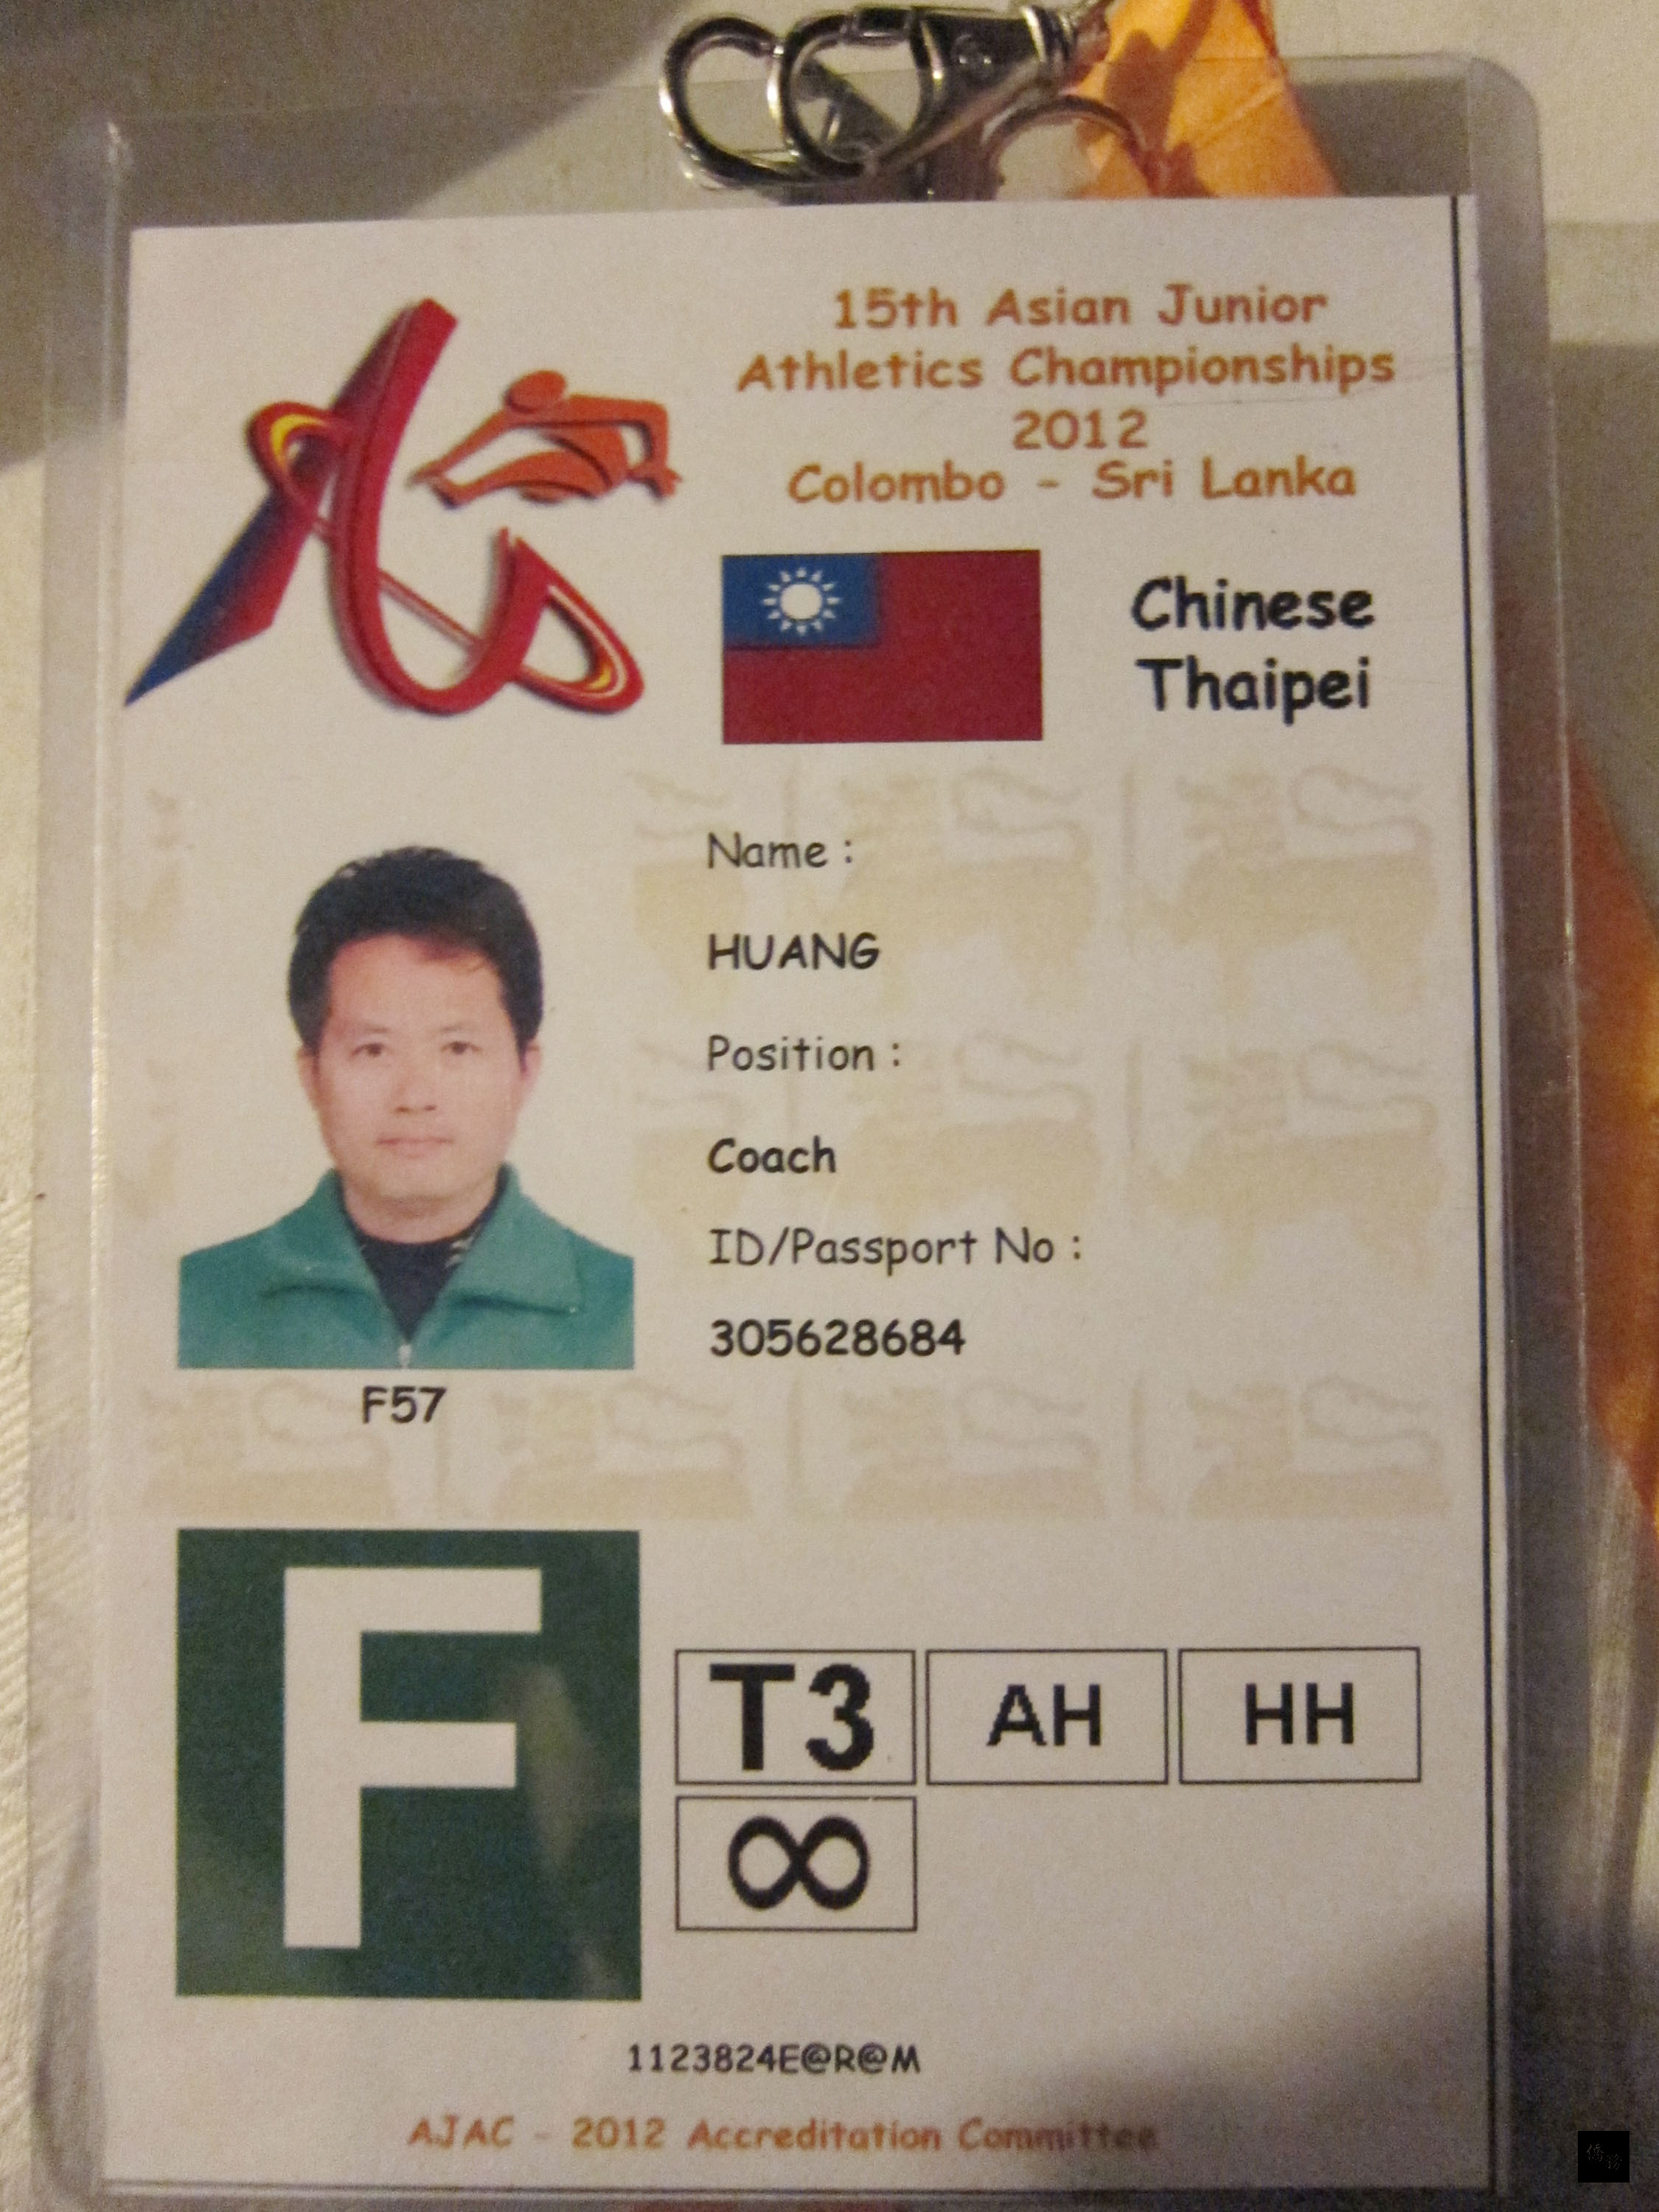 15th Asian Junior
Athletics Championships
2012
Colombo - Sri Lanka
Chinese
Thaipei
Name :
HUANG
Position :
Coach
ID/Passport No :
305628684
F57
F
T3
AH
HH
∞
1123824E@R@M
AJAC - 2012 Accreditation Committee